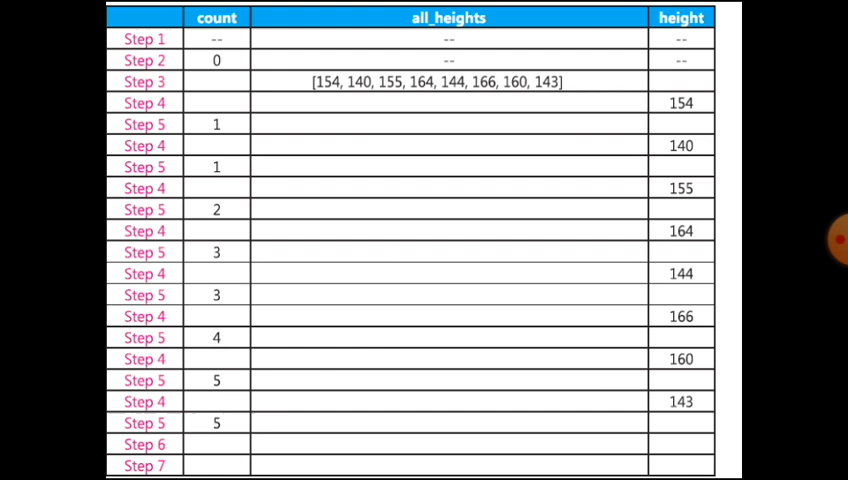 count all_heights height
Step 1 -- -- --
Step 2 0 -- --
Step 3 [154, 140, 155, 164, 144, 166, 160, 143]
Step 4 154
Step 5 1
Step 4 140
Step 5 1
Step 4 155
Step 5 2
Step 4 164
Step 5 3
Step 4 144
Step 5 3
Step 4 166
Step 5 4
Step 4 160
Step 5 5
Step 4 143
Step 5 5
Step 6
Step 7